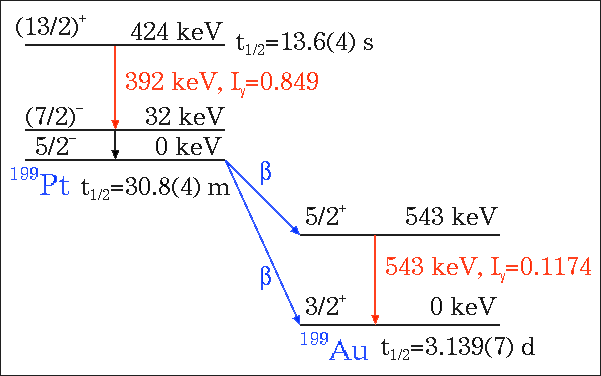 (13/2)⁺ 424 keV t₁/₂=13.6(4) s
392 keV, Iᵧ=0.849
(7/2)⁻ 32 keV
5/2⁻ 0 keV
¹⁹⁹Pt t₁/₂=30.8(4) m
β
5/2⁺ 543 keV
543 keV, Iᵧ=0.1174
β
3/2⁺ 0 keV
¹⁹⁹Au t₁/₂=3.139(7) d